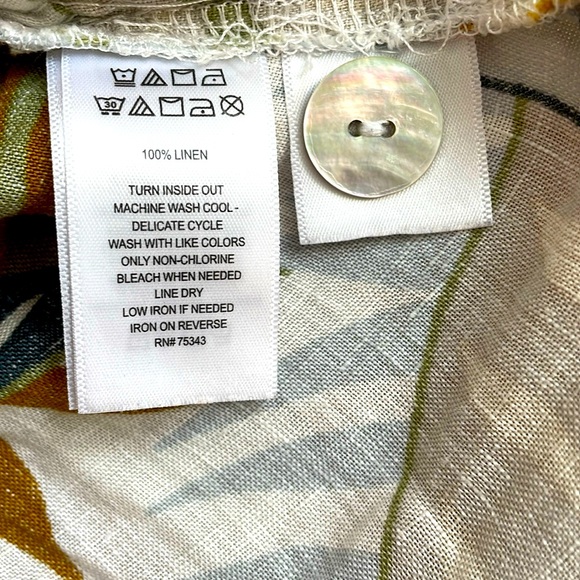 30
100% LINEN
TURN INSIDE OUT
MACHINE WASH COOL -
DELICATE CYCLE
WASH WITH LIKE COLORS
ONLY NON-CHLORINE
BLEACH WHEN NEEDED
LINE DRY
LOW IRON IF NEEDED
IRON ON REVERSE
RN# 75343